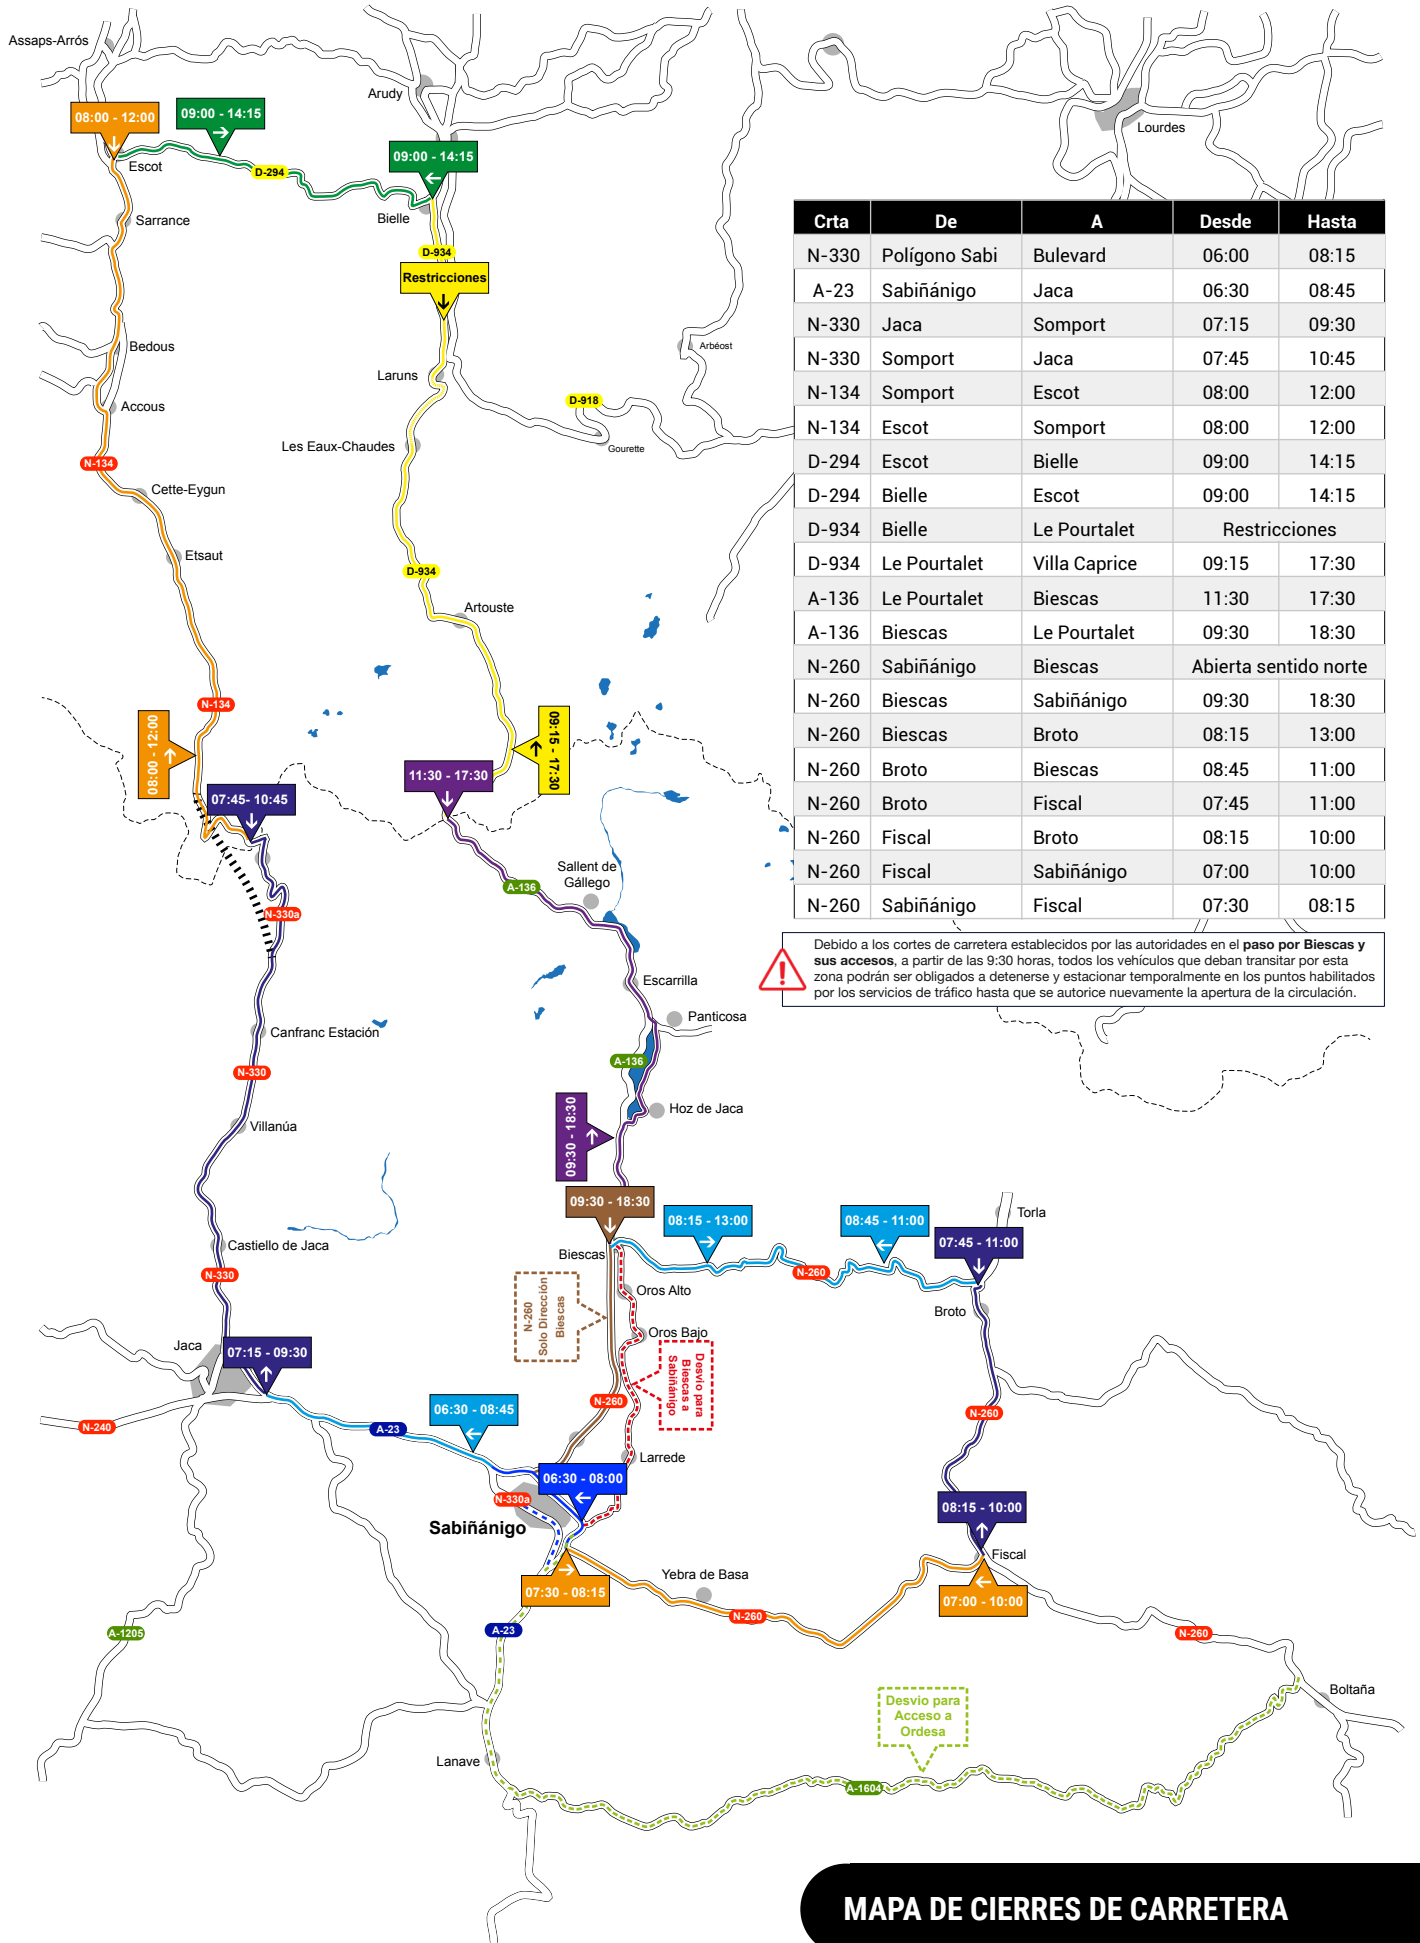 Assaps-Arrós
Arudy
Lourdes
08:00 - 12:00
09:00 - 14:15
09:00 - 14:15
Escot
D-294
Bielle
Sarrance
D-934
Restricciones
Bedous
Laruns
Arbéost
Accous
D-918
Les Eaux-Chaudes
Gourette
N-134
Cette-Eygun
Etsaut
D-934
Artouste
N-134
08:00 - 12:00
09:15 - 17:30
11:30 - 17:30
07:45- 10:45
Sallent de
Gállego
A-136
N-330a
Escarrilla
Panticosa
Canfranc Estación
A-136
N-330
Hoz de Jaca
Villanúa
09:30 - 18:30
09:30 - 18:30
08:15 - 13:00
08:45 - 11:00
Torla
07:45 - 11:00
Castiello de Jaca
Biescas
N-330
N-260
Oros Alto
Broto
N-260
Solo Dirección
Biescas
Oros Bajo
Jaca
07:15 - 09:30
Desvio para
Biescas a
Sabiñánigo
N-260
N-240
A-23
06:30 - 08:45
N-260
Larrede
06:30 - 08:00
N-330a
Sabiñánigo
08:15 - 10:00
Fiscal
Yebra de Basa
07:30 - 08:15
07:00 - 10:00
N-260
A-23
A-1205
N-260
Boltaña
Desvio para
Acceso a
Ordesa
Lanave
A-1604
Crta De A Desde Hasta
N-330 Polígono Sabi Bulevard 06:00 08:15
A-23 Sabiñánigo Jaca 06:30 08:45
N-330 Jaca Somport 07:15 09:30
N-330 Somport Jaca 07:45 10:45
N-134 Somport Escot 08:00 12:00
N-134 Escot Somport 08:00 12:00
D-294 Escot Bielle 09:00 14:15
D-294 Bielle Escot 09:00 14:15
D-934 Bielle Le Pourtalet Restricciones
D-934 Le Pourtalet Villa Caprice 09:15 17:30
A-136 Le Pourtalet Biescas 11:30 17:30
A-136 Biescas Le Pourtalet 09:30 18:30
N-260 Sabiñánigo Biescas Abierta sentido norte
N-260 Biescas Sabiñánigo 09:30 18:30
N-260 Biescas Broto 08:15 13:00
N-260 Broto Biescas 08:45 11:00
N-260 Broto Fiscal 07:45 11:00
N-260 Fiscal Broto 08:15 10:00
N-260 Fiscal Sabiñánigo 07:00 10:00
N-260 Sabiñánigo Fiscal 07:30 08:15
Debido a los cortes de carretera establecidos por las autoridades en el paso por Biescas y
sus accesos, a partir de las 9:30 horas, todos los vehículos que deban transitar por esta
zona podrán ser obligados a detenerse y estacionar temporalmente en los puntos habilitados
por los servicios de tráfico hasta que se autorice nuevamente la apertura de la circulación.
MAPA DE CIERRES DE CARRETERA